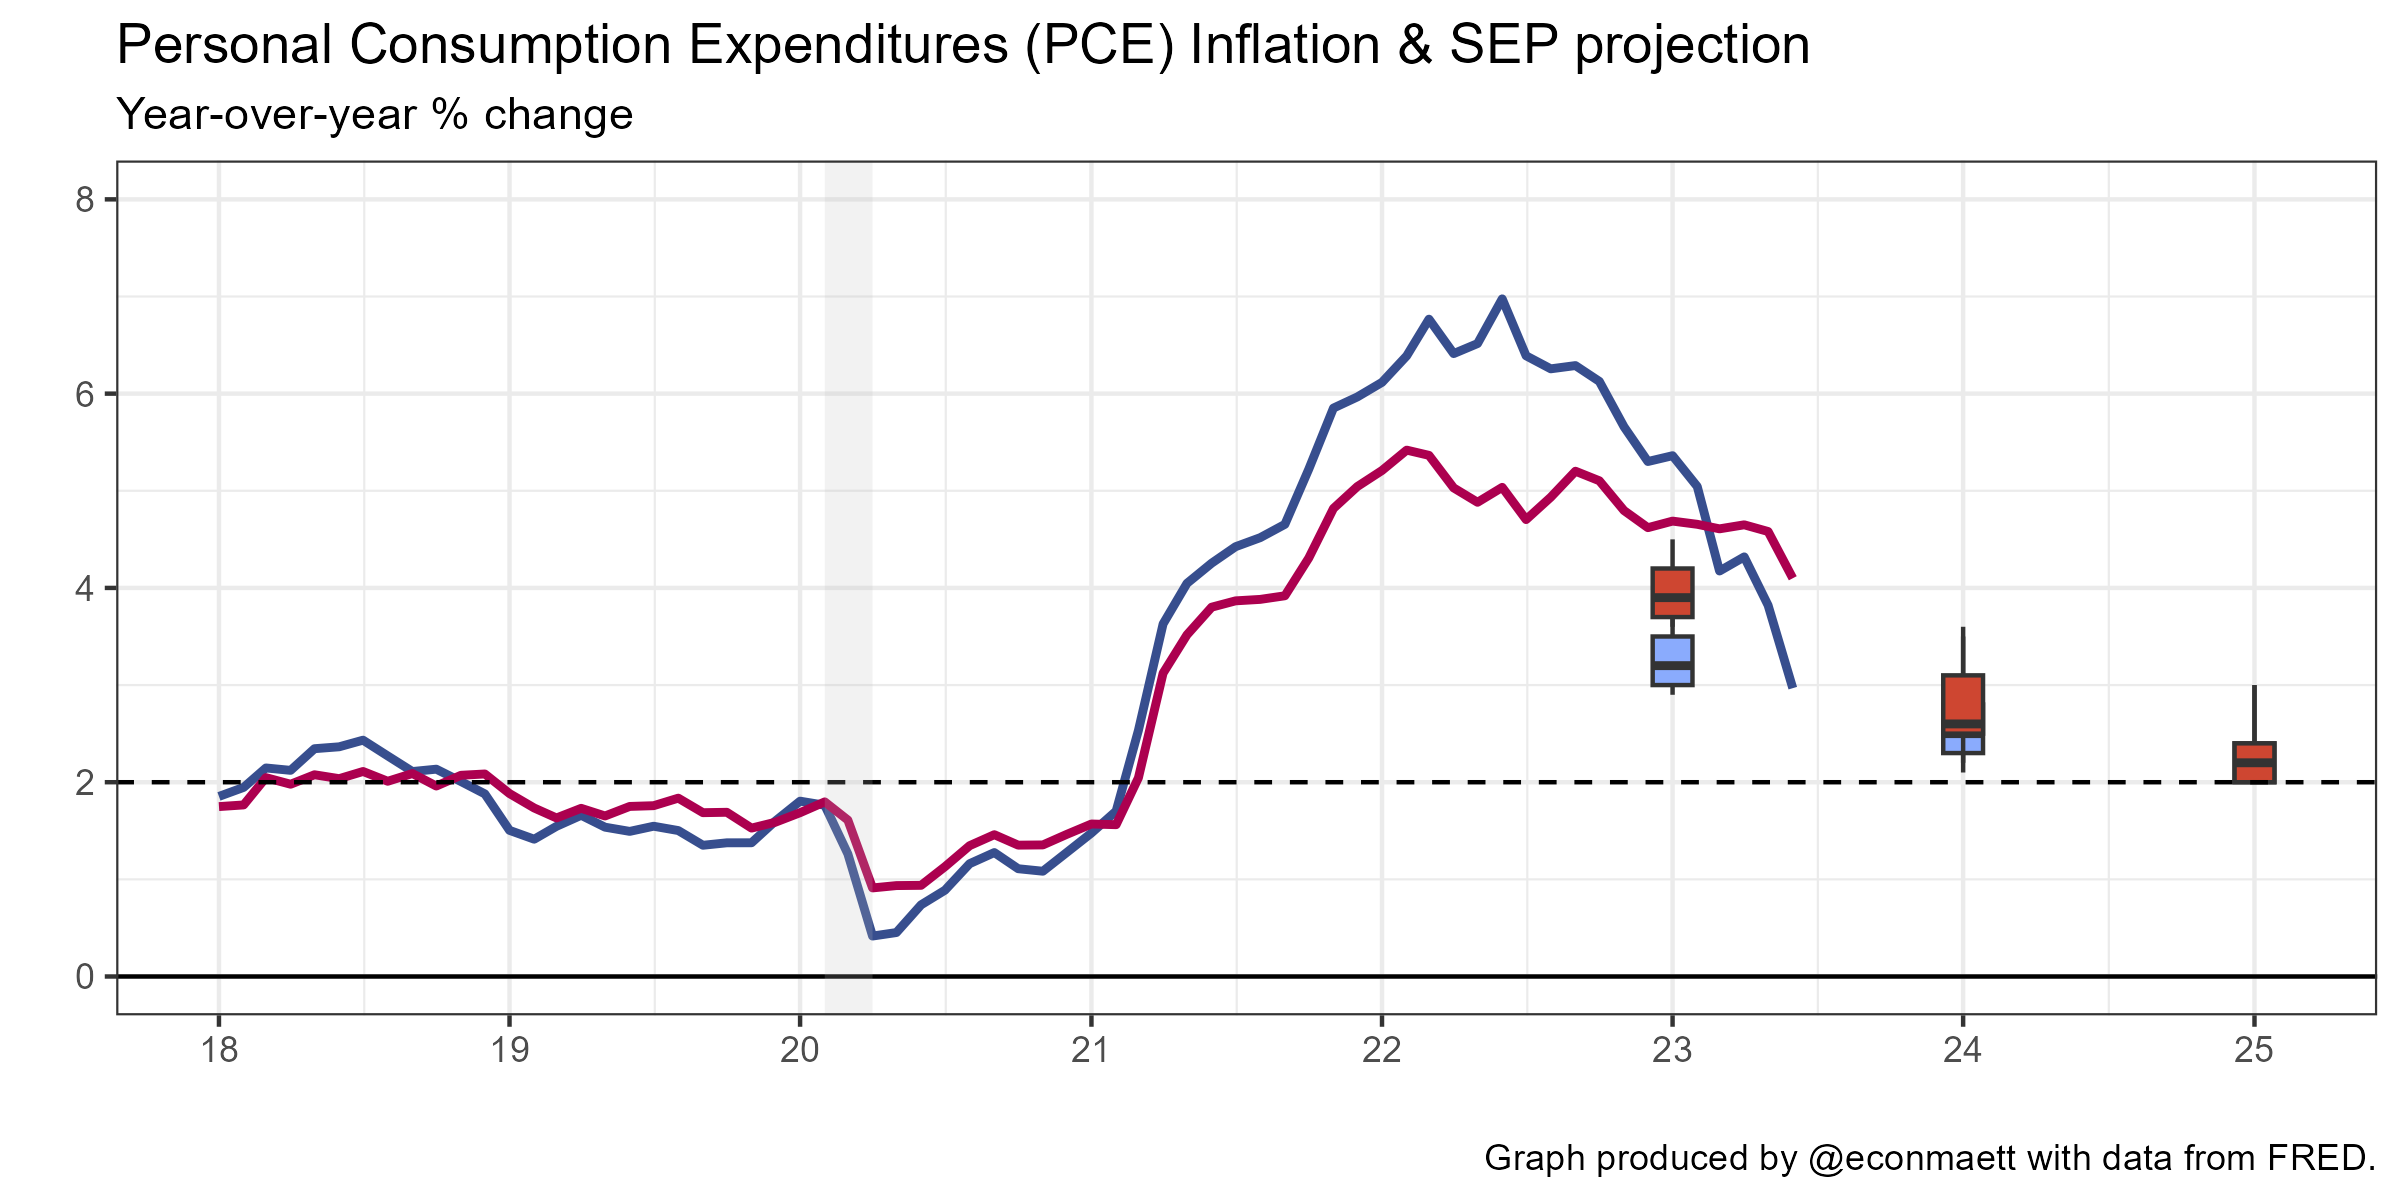 Personal Consumption Expenditures (PCE) Inflation & SEP projection
Year-over-year % change
8
6
4
2
0
18 19 20 21 22 23 24 25
Graph produced by @econmaett with data from FRED.